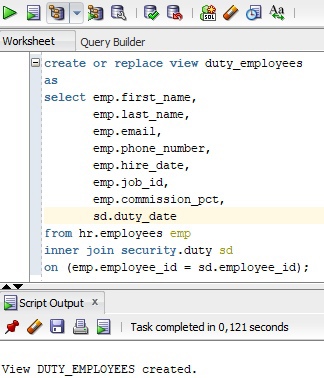 SQL
Aa
Worksheet Query Builder
create or replace view duty_employees
as
select emp.first_name,
emp.last_name,
emp.email,
emp.phone_number,
emp.hire_date,
emp.job_id,
emp.commission_pct,
sd.duty_date
from hr.employees emp
inner join security.duty sd
on (emp.employee_id = sd.employee_id);
Script Output x
Task completed in 0,121 seconds
View DUTY_EMPLOYEES created.